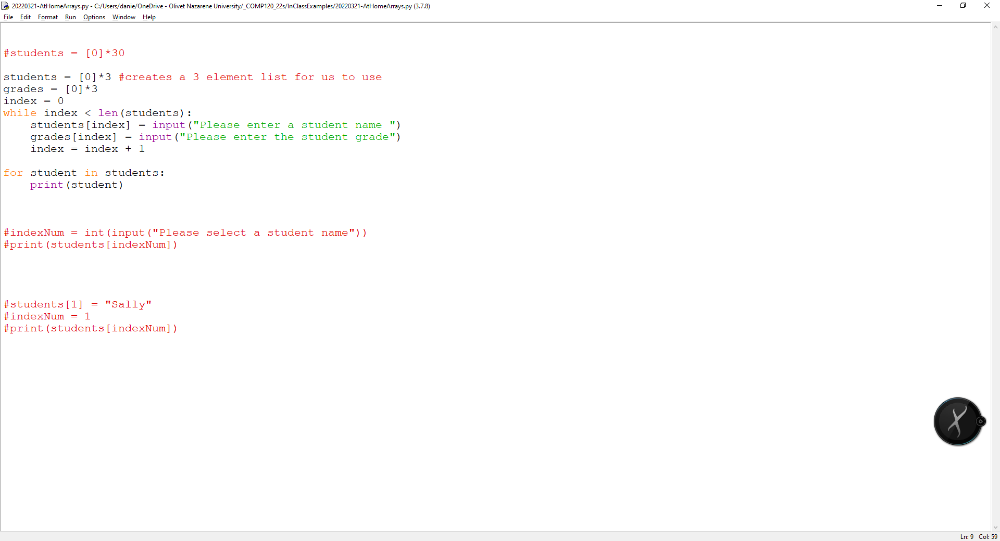 20220321-AtHomeArrays.py - C:/Users/danie/OneDrive - Olivet Nazarene University/_COMP120_22s/InClassExamples/20220321-AtHomeArrays.py (3.7.8)
File Edit Format Run Options Window Help
#students = [0]*30
students = [0]*3 #creates a 3 element list for us to use
grades = [0]*3
index = 0
while index < len(students):
    students[index] = input("Please enter a student name ")
    grades[index] = input("Please enter the student grade")
    index = index + 1
for student in students:
    print(student)
#indexNum = int(input("Please select a student name"))
#print(students[indexNum])
#students[1] = "Sally"
#indexNum = 1
#print(students[indexNum])
Ln: 9 Col: 59